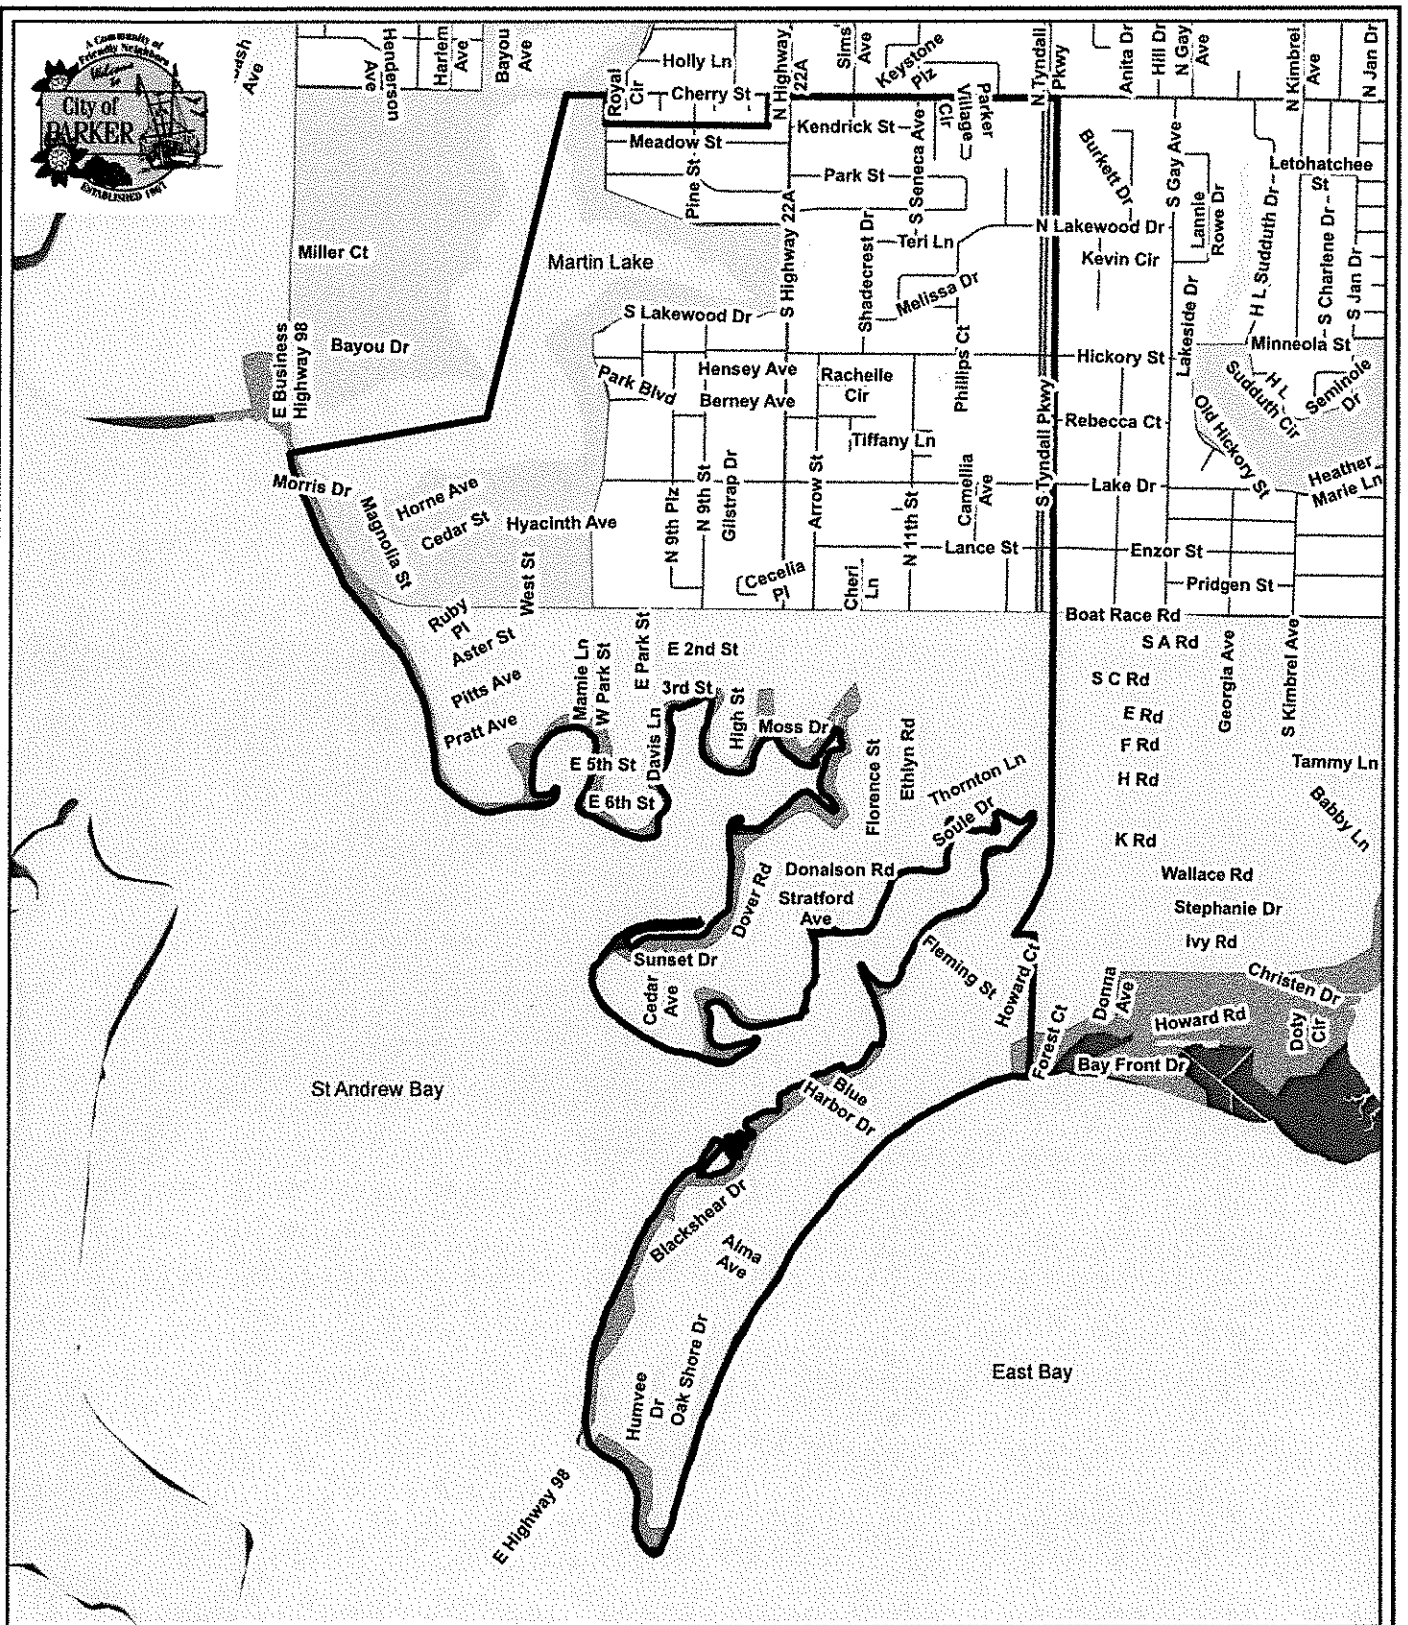 A Community of
Friendly Neighbors
Welcome
to
City of
PARKER
ESTABLISHED 1967
Ave
Henderson
Ave
Harlem
Ave
Bayou
Ave
Royal
Cir
Holly Ln
Cherry St
N Highway
22A
Sims
Ave
Keystone
Plz
Parker
Village
Cir
N Tyndall
Pkwy
Anita Dr
Hill Dr
N Gay
Ave
N Kimbrel
Ave
N Jan Dr
Meadow St
Kendrick St
Pine St
Park St
S Seneca Ave
Burkett Dr
S Gay Ave
Lannie
Rowe Dr
H L Sudduth Dr
Letohatchee
St
S Charlene Dr
S Jan Dr
Miller Ct
Martin Lake
S Highway 22A
Shadecrest Dr
Teri Ln
N Lakewood Dr
Kevin Cir
Melissa Dr
S Lakewood Dr
Lakeside Dr
E Business
Highway 98
Bayou Dr
Hensey Ave
Park Blvd
Berney Ave
Rachelle
Cir
Phillips Ct
Hickory St
Minneola St
H L
Sudduth Cir
Seminole
Dr
Rebecca Ct
Old Hickory St
Tiffany Ln
S Tyndall Pkwy
Morris Dr
Magnolia St
Horne Ave
Cedar St
Hyacinth Ave
N 9th Plz
N 9th St
Gilstrap Dr
Arrow St
N 11th St
Camellia
Ave
Lake Dr
Heather
Marie Ln
Lance St
Enzor St
West St
Cecelia
Pl
Cheri
Ln
Pridgen St
Ruby
Pl
Aster St
Boat Race Rd
Mamie Ln
W Park St
E Park St
E 2nd St
S A Rd
Georgia Ave
S Kimbrel Ave
Pitts Ave
3rd St
S C Rd
Pratt Ave
Davis Ln
High St
Moss Dr
E Rd
E 5th St
Florence St
Ethlyn Rd
F Rd
Tammy Ln
E 6th St
Thornton Ln
H Rd
Babby Ln
Soule Dr
K Rd
Donalson Rd
Wallace Rd
Dover Rd
Stratford
Ave
Stephanie Dr
Sunset Dr
Fleming St
Ivy Rd
Cedar
Ave
Howard Ct
Donna
Ave
Christen Dr
Howard Rd
Doty
Cir
Forest Ct
Bay Front Dr
St Andrew Bay
Blue
Harbor Dr
Blackshear Dr
Alma
Ave
Humvee
Dr
Oak Shore Dr
East Bay
E Highway 98